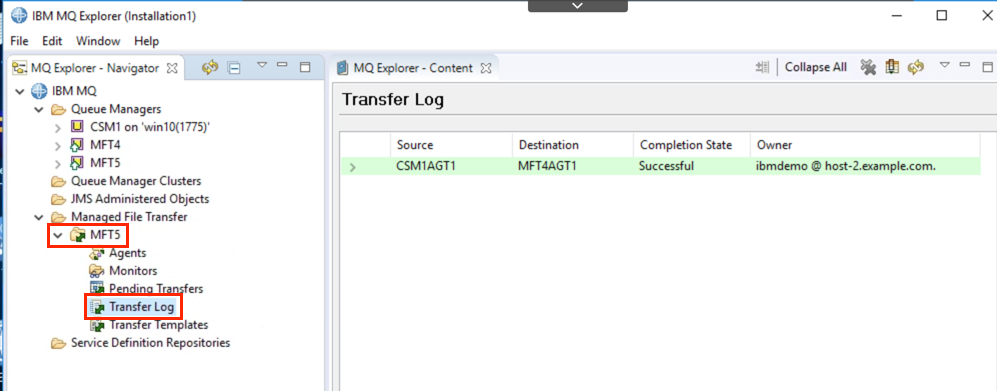 IBM MQ Explorer (Installation1)
File Edit Window Help
MQ Explorer - Navigator
IBM MQ
Queue Managers
CSM1 on 'win10(1775)'
MFT4
MFT5
Queue Manager Clusters
JMS Administered Objects
Managed File Transfer
MFT5
Agents
Monitors
Pending Transfers
Transfer Log
Transfer Templates
Service Definition Repositories
MQ Explorer - Content
Collapse All
Transfer Log
Source Destination Completion State Owner
CSM1AGT1 MFT4AGT1 Successful ibmdemo @ host-2.example.com.